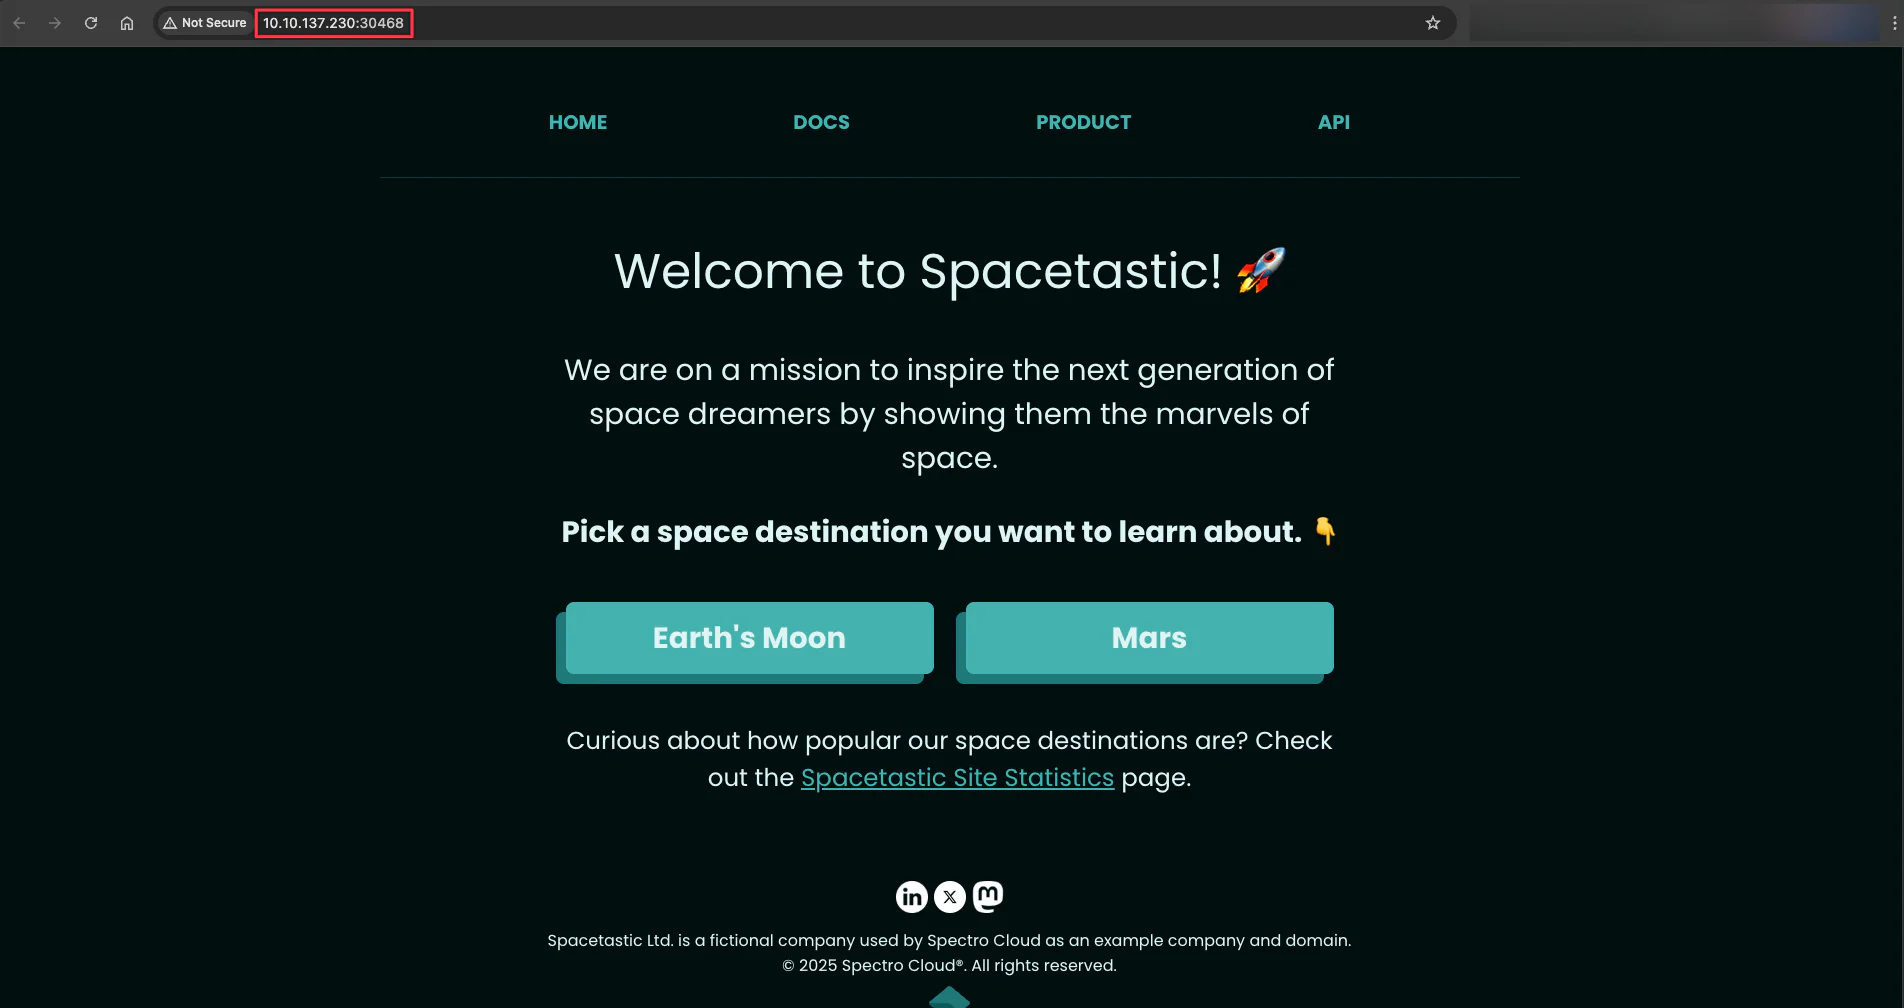 Not Secure 10.10.137.230:30468
HOME DOCS PRODUCT API
Welcome to Spacetastic! 🚀
We are on a mission to inspire the next generation of
space dreamers by showing them the marvels of
space.
Pick a space destination you want to learn about. 👇
Earth's Moon Mars
Curious about how popular our space destinations are? Check
out the Spacetastic Site Statistics page.
Spacetastic Ltd. is a fictional company used by Spectro Cloud as an example company and domain.
© 2025 Spectro Cloud®. All rights reserved.